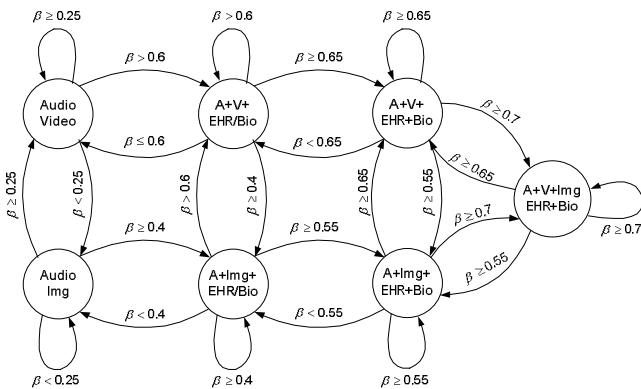 β ≥ 0.25
β > 0.6
β ≥ 0.65
β > 0.6
β ≥ 0.65
Audio
Video
A+V+
EHR/Bio
A+V+
EHR+Bio
β ≥ 0.7
β ≤ 0.6
β < 0.65
β ≥ 0.65
β ≥ 0.25
β < 0.25
β > 0.6
β ≥ 0.4
β ≥ 0.65
β ≥ 0.55
A+V+Img
EHR+Bio
β ≥ 0.7
β ≥ 0.7
β ≥ 0.4
β ≥ 0.55
β ≥ 0.55
Audio
Img
A+Img+
EHR/Bio
A+Img+
EHR+Bio
β < 0.4
β < 0.55
β < 0.25
β ≥ 0.4
β ≥ 0.55